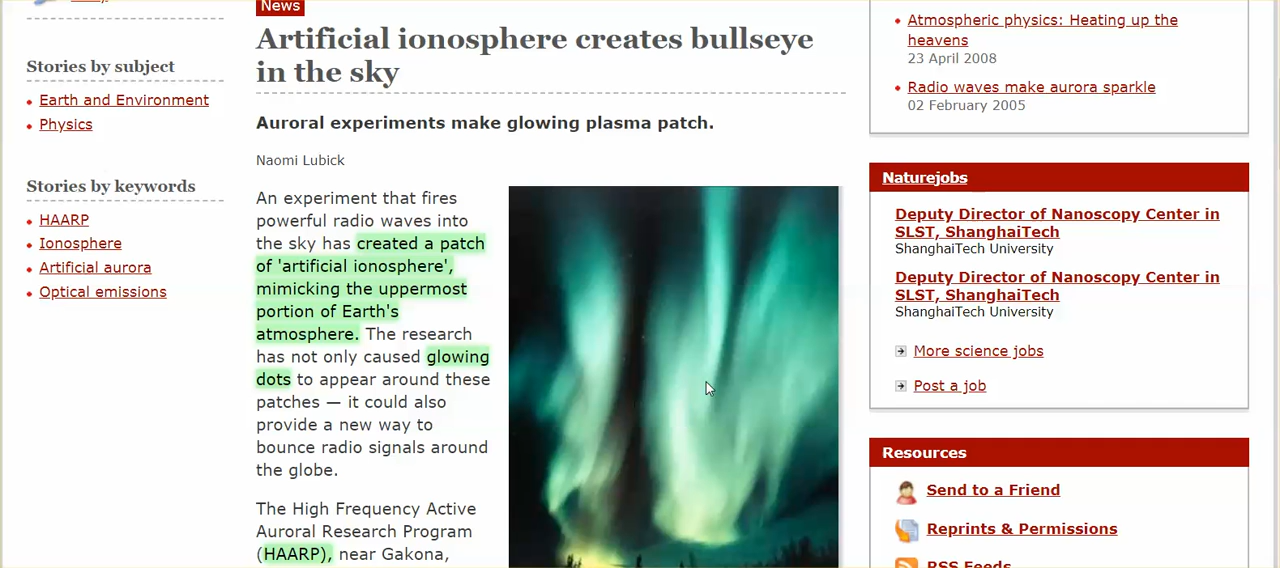 Stories by subject
Earth and Environment
Physics
Stories by keywords
HAARP
Ionosphere
Artificial aurora
Optical emissions
News
Artificial ionosphere creates bullseye
in the sky
Auroral experiments make glowing plasma patch.
Naomi Lubick
An experiment that fires
powerful radio waves into
the sky has created a patch
of 'artificial ionosphere',
mimicking the uppermost
portion of Earth's
atmosphere. The research
has not only caused glowing
dots to appear around these
patches — it could also
provide a new way to
bounce radio signals around
the globe.
The High Frequency Active
Auroral Research Program
(HAARP), near Gakona,
Atmospheric physics: Heating up the
heavens
23 April 2008
Radio waves make aurora sparkle
02 February 2005
Naturejobs
Deputy Director of Nanoscopy Center in
SLST, ShanghaiTech
ShanghaiTech University
Deputy Director of Nanoscopy Center in
SLST, ShanghaiTech
ShanghaiTech University
More science jobs
Post a job
Resources
Send to a Friend
Reprints & Permissions
RSS Feeds